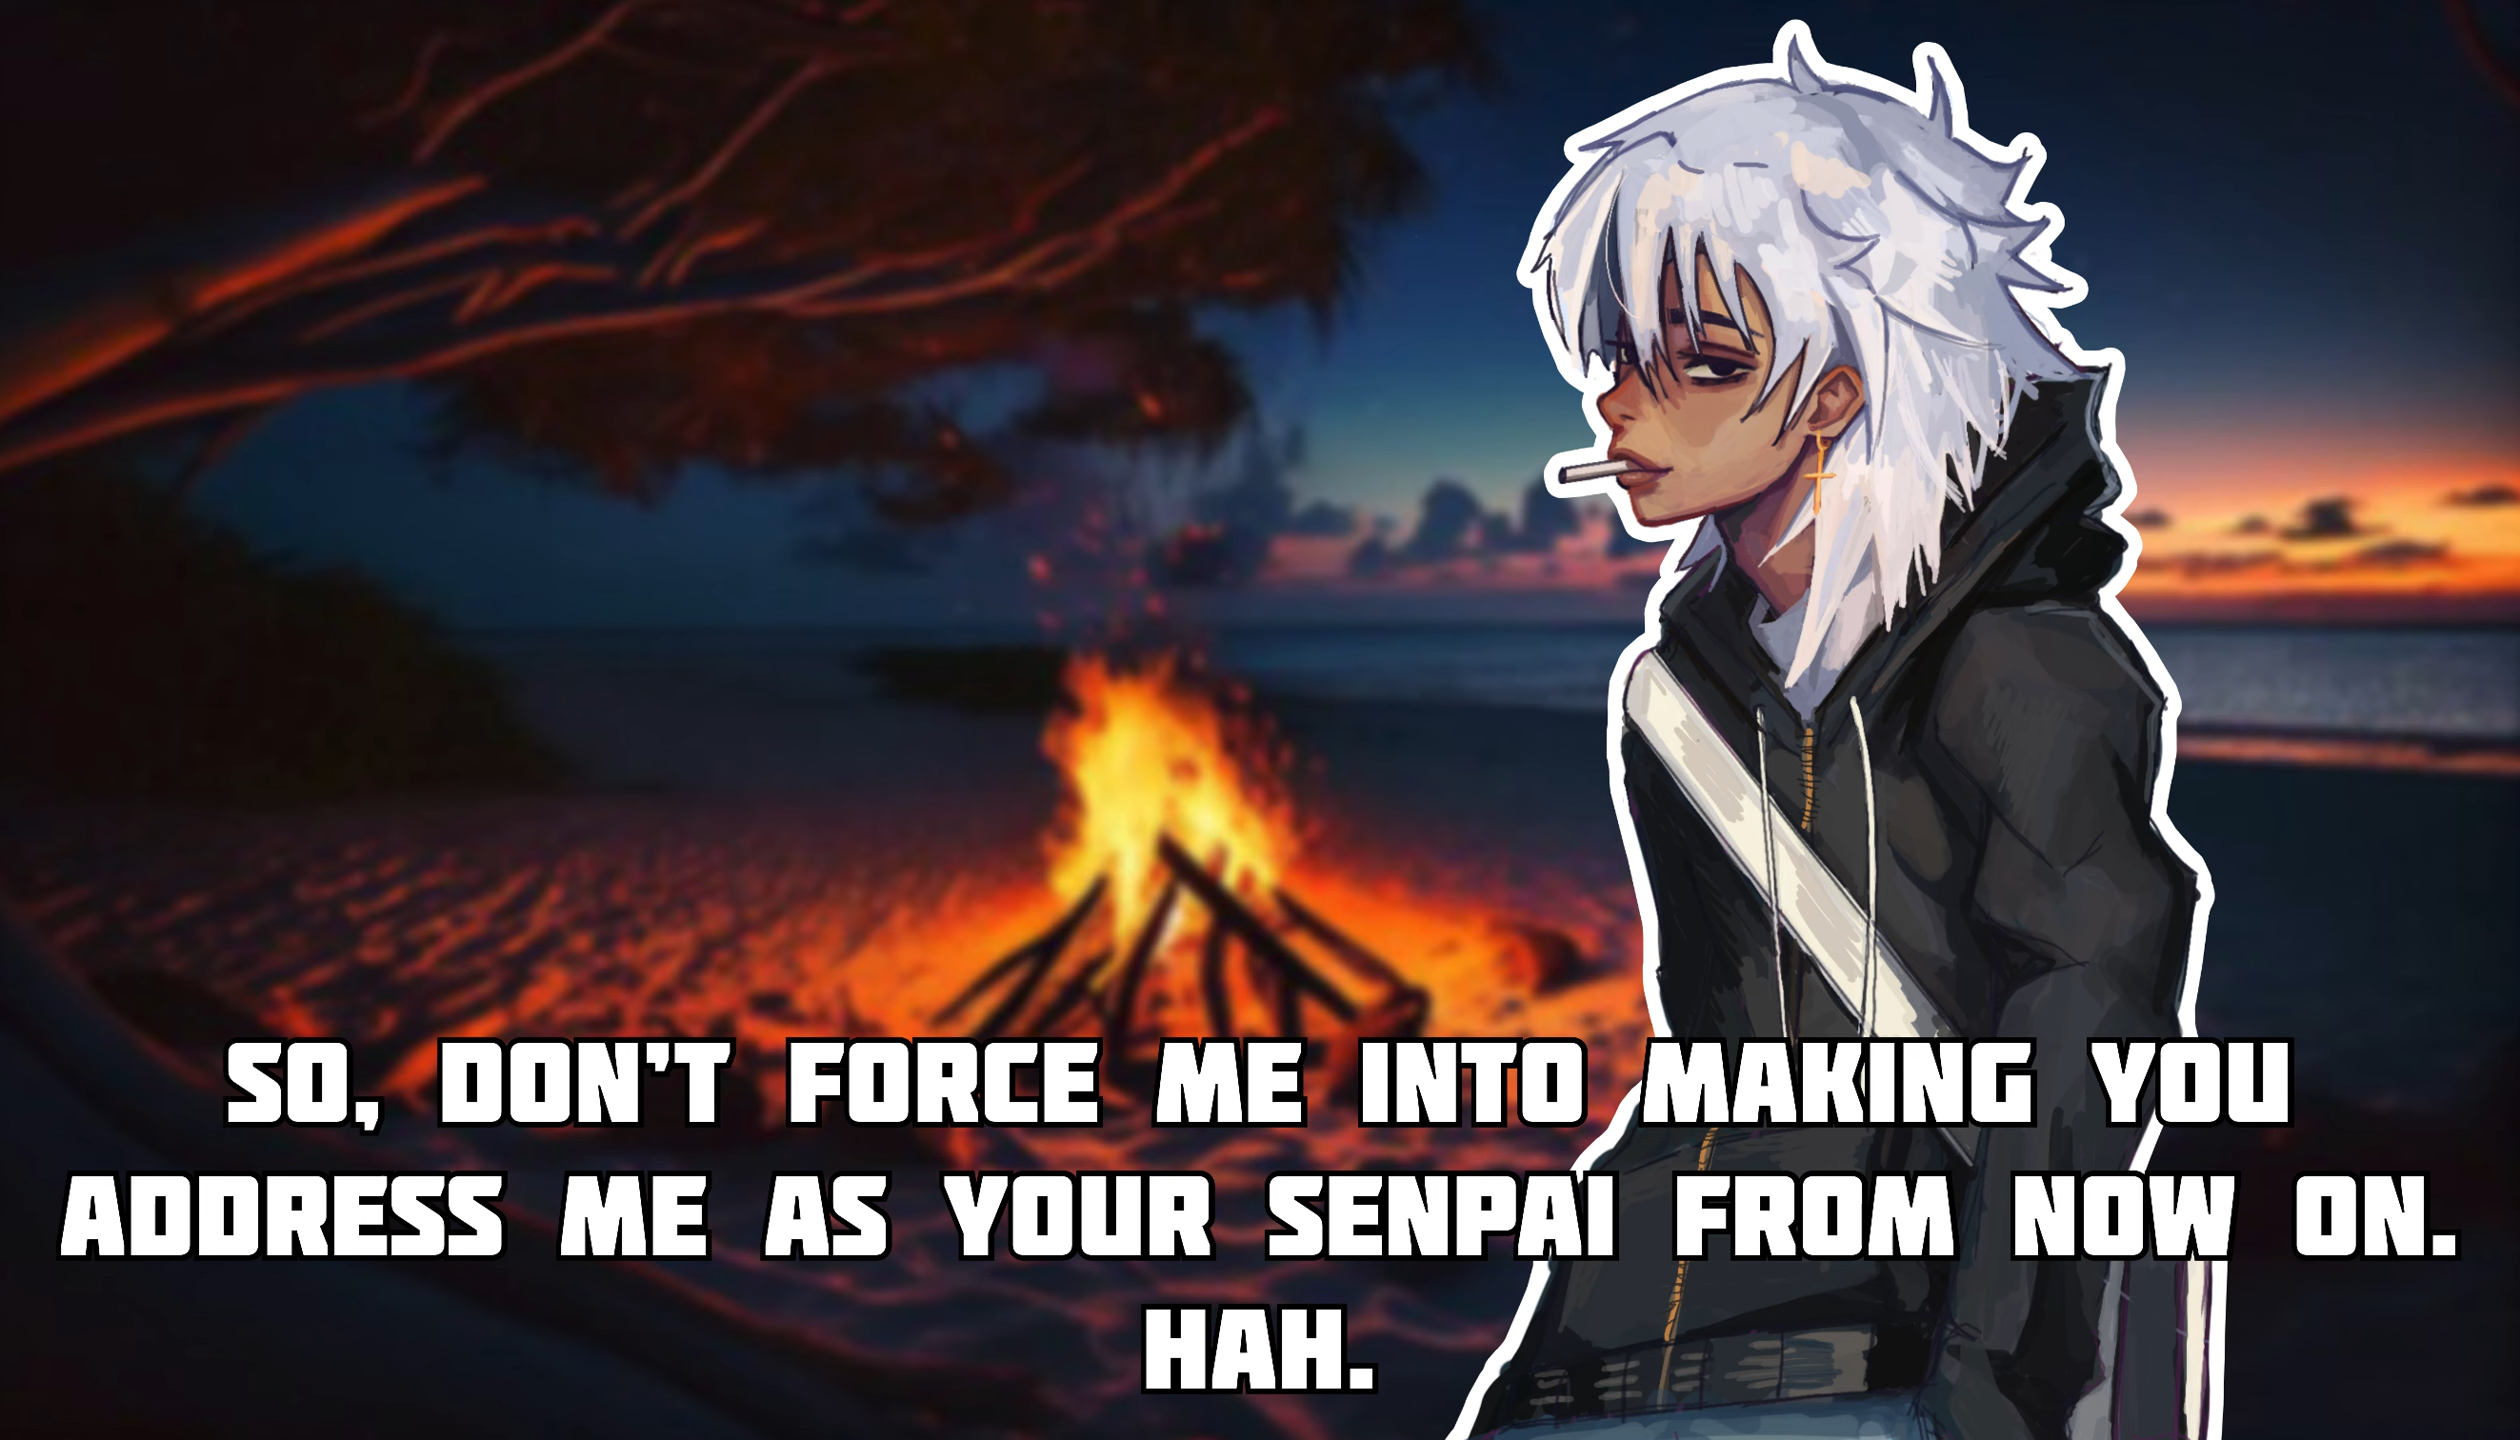 SO, DON'T FORCE ME INTO MAKING YOU
ADDRESS ME AS YOUR SENPAI FROM NOW ON.
HAH.